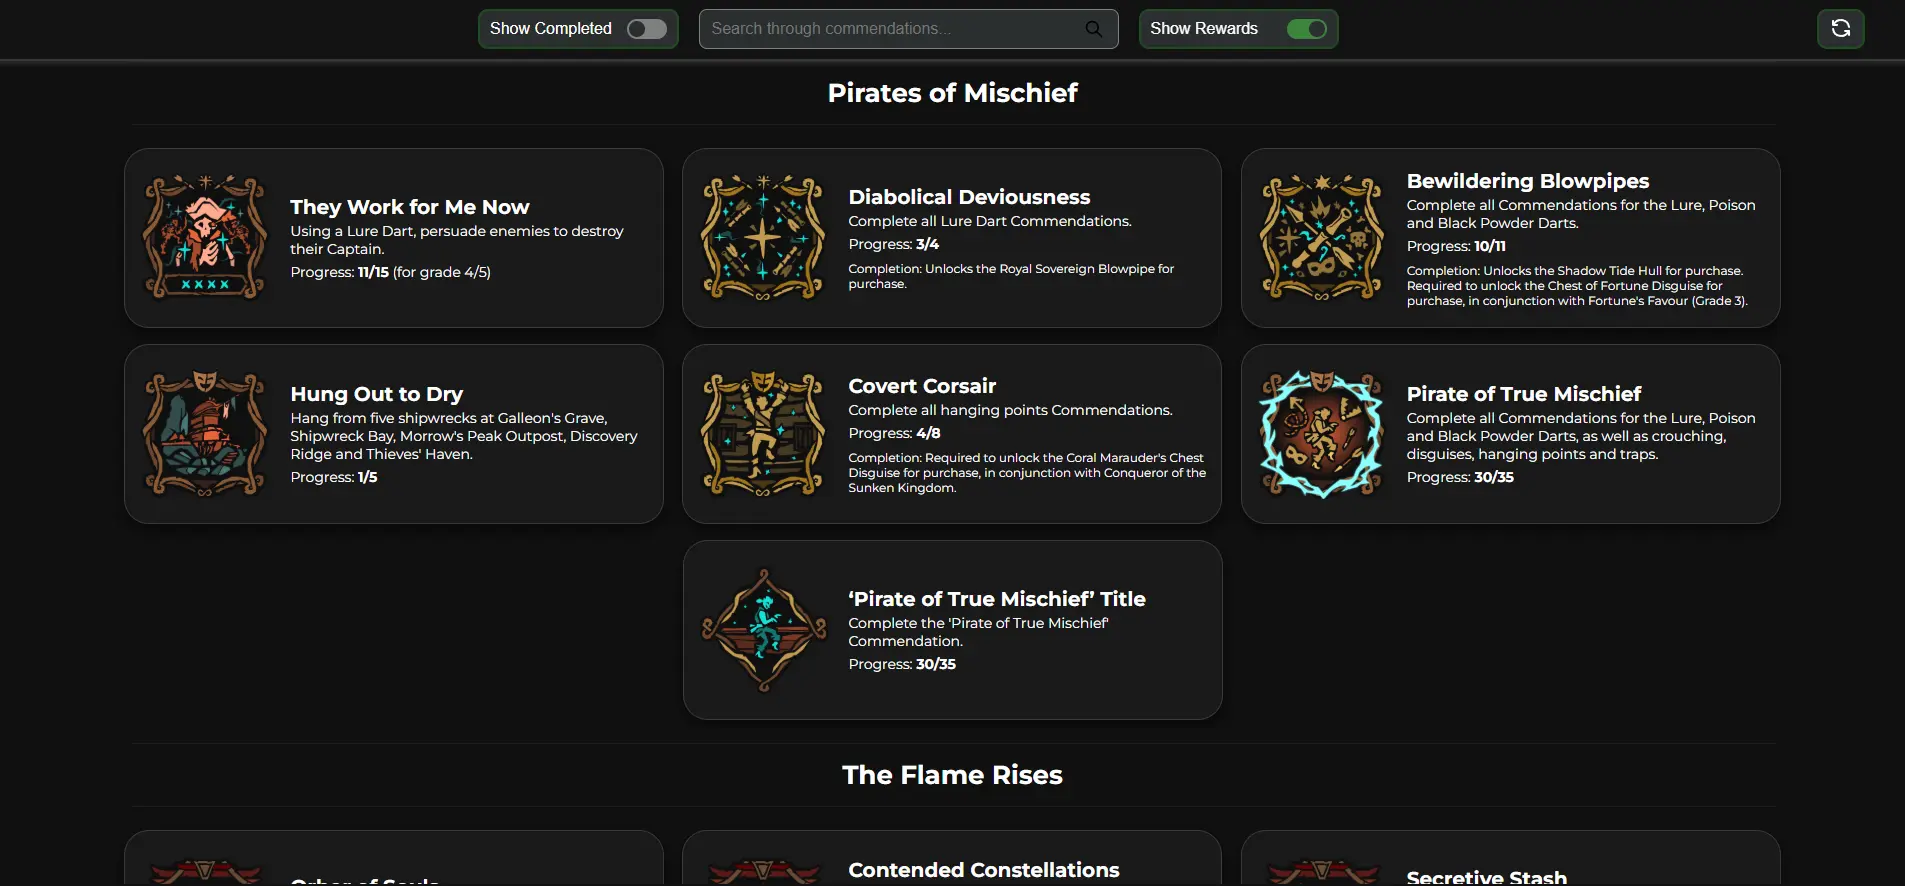 Show Completed
Search through commendations...
Show Rewards
Pirates of Mischief
They Work for Me Now
Using a Lure Dart, persuade enemies to destroy
their Captain.
Progress: 11/15 (for grade 4/5)
Diabolical Deviousness
Complete all Lure Dart Commendations.
Progress: 3/4
Completion: Unlocks the Royal Sovereign Blowpipe for
purchase.
Bewildering Blowpipes
Complete all Commendations for the Lure, Poison
and Black Powder Darts.
Progress: 10/11
Completion: Unlocks the Shadow Tide Hull for purchase.
Required to unlock the Chest of Fortune Disguise for
purchase, in conjunction with Fortune's Favour (Grade 3).
Hung Out to Dry
Hang from five shipwrecks at Galleon's Grave,
Shipwreck Bay, Morrow's Peak Outpost, Discovery
Ridge and Thieves' Haven.
Progress: 1/5
Covert Corsair
Complete all hanging points Commendations.
Progress: 4/8
Completion: Required to unlock the Coral Marauder's Chest
Disguise for purchase, in conjunction with Conqueror of the
Sunken Kingdom.
Pirate of True Mischief
Complete all Commendations for the Lure, Poison
and Black Powder Darts, as well as crouching,
disguises, hanging points and traps.
Progress: 30/35
‘Pirate of True Mischief’ Title
Complete the 'Pirate of True Mischief'
Commendation.
Progress: 30/35
The Flame Rises
Contended Constellations
Secretive Stash